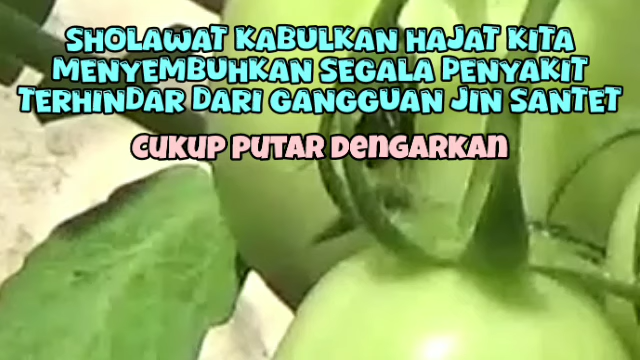 SHOLAWAT KABULKAN HAJAT KITA
MENYEMBUHKAN SEGALA PENYAKIT
TERHINDAR DARI GANGGUAN JIN SANTET
CUKUP PUTAR DENGARKAN